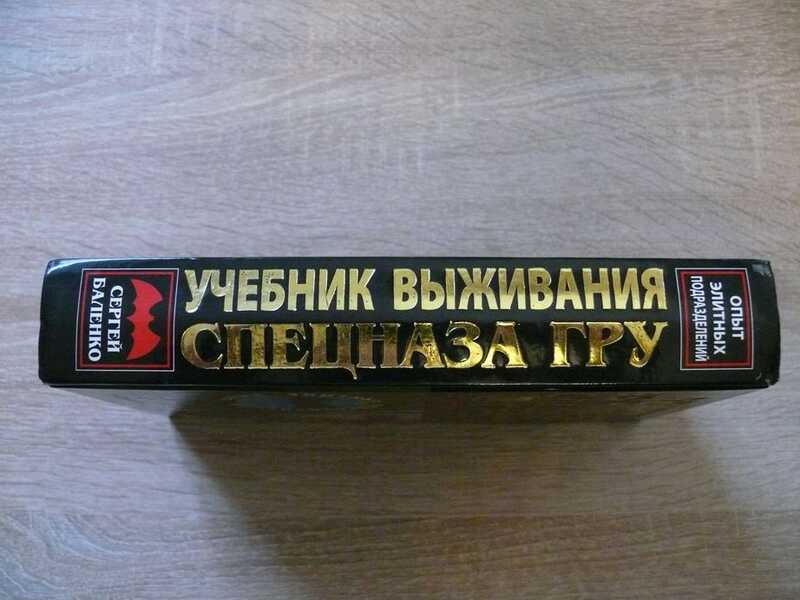 СЕРГЕЙ
БАЛЕНКО
УЧЕБНИК ВЫЖИВАНИЯ
СПЕЦНАЗА ГРУ
ОПЫТ
ЭЛИТНЫХ
ПОДРАЗДЕЛЕНИЙ